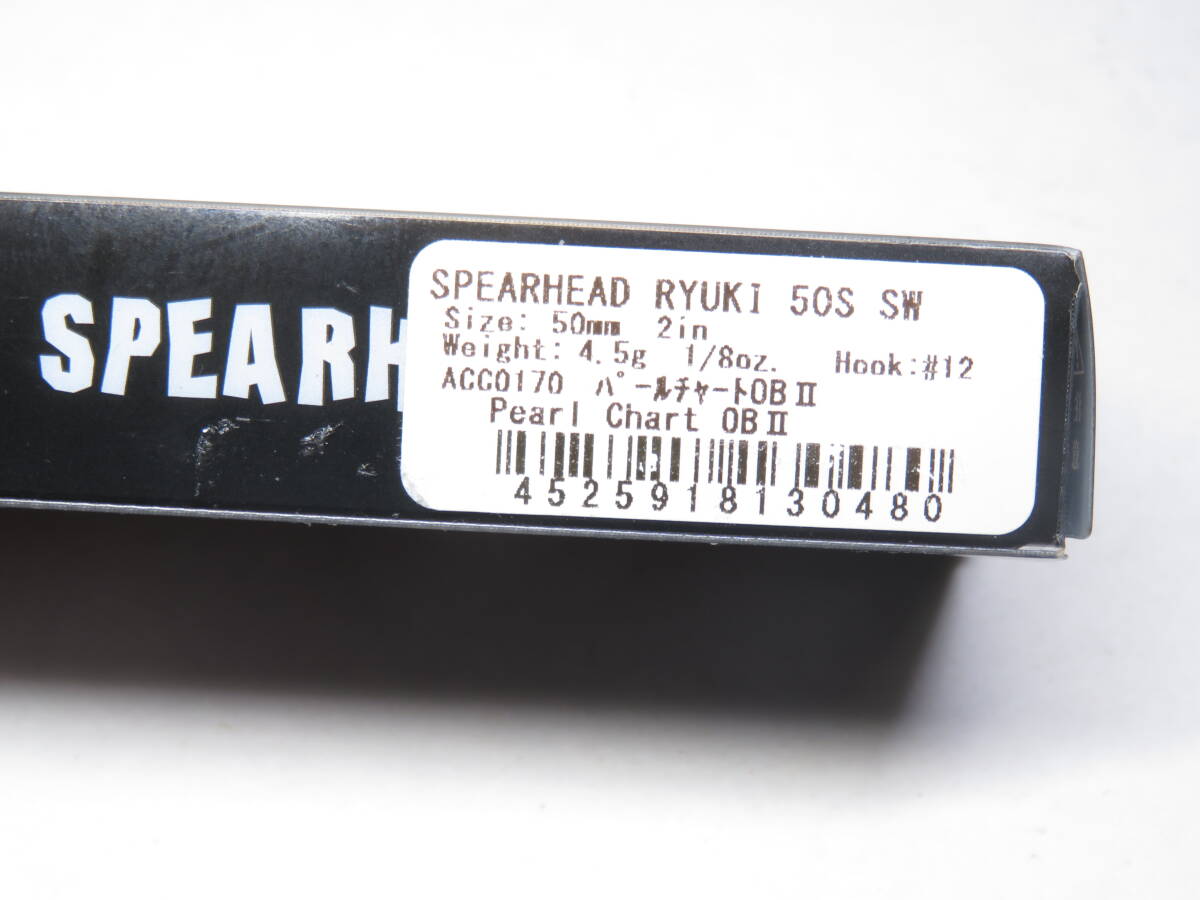 SPEARH
SPEARHEAD RYUKI 50S SW
Size: 50mm 2in
Weight: 4.5g 1/8oz. Hook:#12
ACC0170 パールチャートOBⅡ
Pearl Chart OBⅡ
4525918130480